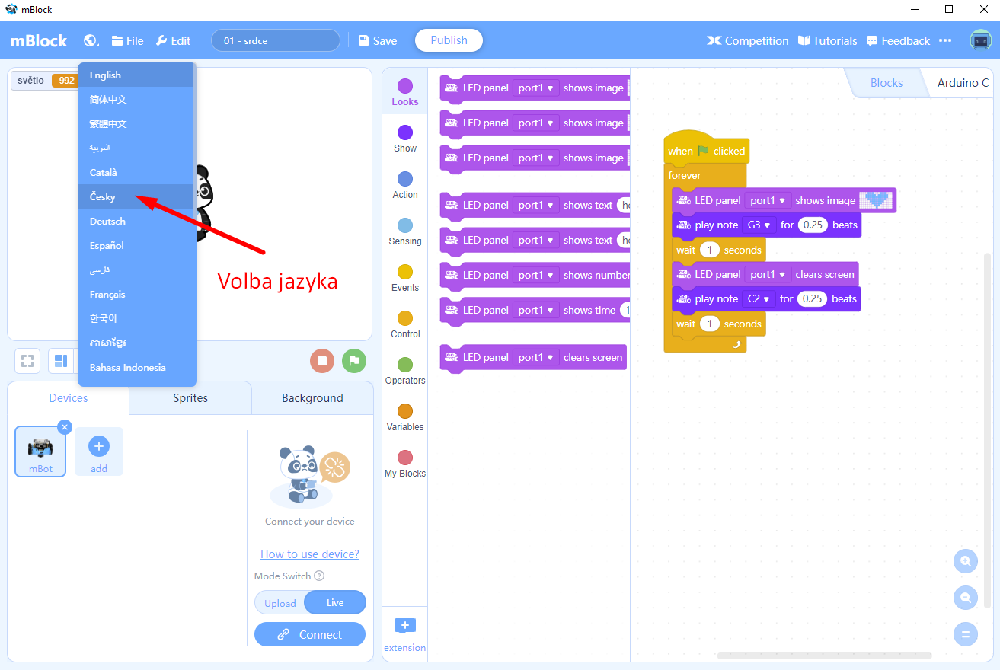 mBlock
mBlock File Edit 01 - srdce Save Publish Competition Tutorials Feedback
světlo 992
English
简体中文
繁體中文
العربية
Català
Česky
Deutsch
Español
فارسی
Français
한국어
ភាសាខ្មែរ
Bahasa Indonesia
Volba jazyka
Devices Sprites Background
mBot
add
Connect your device
How to use device?
Mode Switch ?
Upload Live
Connect
Looks
Show
Action
Sensing
Events
Control
Operators
Variables
My Blocks
extension
LED panel port1 shows image
LED panel port1 shows image
LED panel port1 shows image
LED panel port1 shows text he
LED panel port1 shows text he
LED panel port1 shows number
LED panel port1 shows time 1
LED panel port1 clears screen
Blocks Arduino C
when clicked
forever
LED panel port1 shows image
play note G3 for 0.25 beats
wait 1 seconds
LED panel port1 clears screen
play note C2 for 0.25 beats
wait 1 seconds